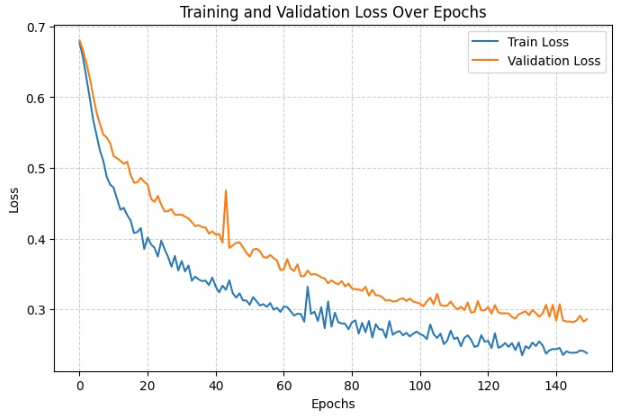 Training and Validation Loss Over Epochs
Train Loss
Validation Loss
Loss
0.7
0.6
0.5
0.4
0.3
0 20 40 60 80 100 120 140
Epochs